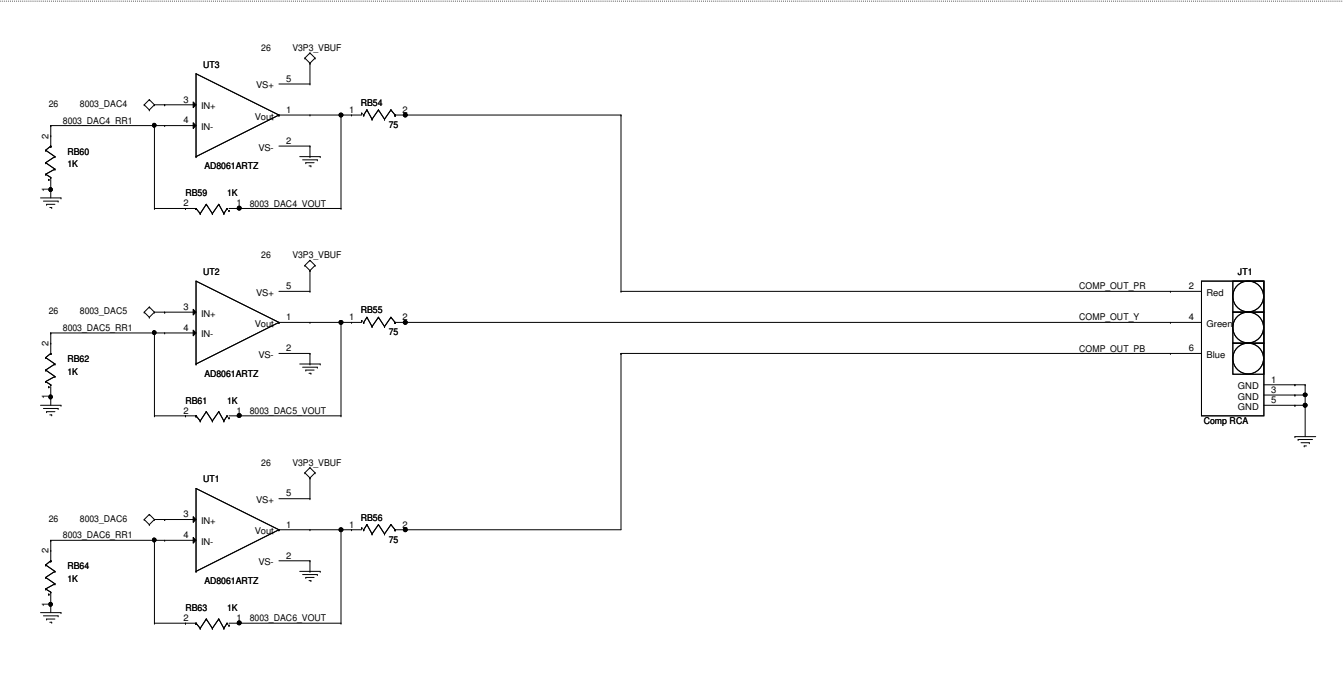 26 V3P3_VBUF
UT3
VS+ 5
26 8003_DAC4 3 IN+
8003_DAC4_RR1 4 IN-
Vout 1
1 RB54 2
75
2
RB60
1K
1
VS- 2
AD8061ARTZ
RB59 1K
2 1 8003_DAC4_VOUT
26 V3P3_VBUF
UT2
VS+ 5
26 8003_DAC5 3 IN+
8003_DAC5_RR1 4 IN-
Vout 1
1 RB55 2
75
2
RB62
1K
1
VS- 2
AD8061ARTZ
RB61 1K
2 1 8003_DAC5_VOUT
26 V3P3_VBUF
UT1
VS+ 5
26 8003_DAC6 3 IN+
8003_DAC6_RR1 4 IN-
Vout 1
1 RB56 2
75
2
RB64
1K
1
VS- 2
AD8061ARTZ
RB63 1K
2 1 8003_DAC6_VOUT
JT1
COMP_OUT_PR 2 Red
COMP_OUT_Y 4 Green
COMP_OUT_PB 6 Blue
GND 1
GND 3
GND 5
Comp RCA